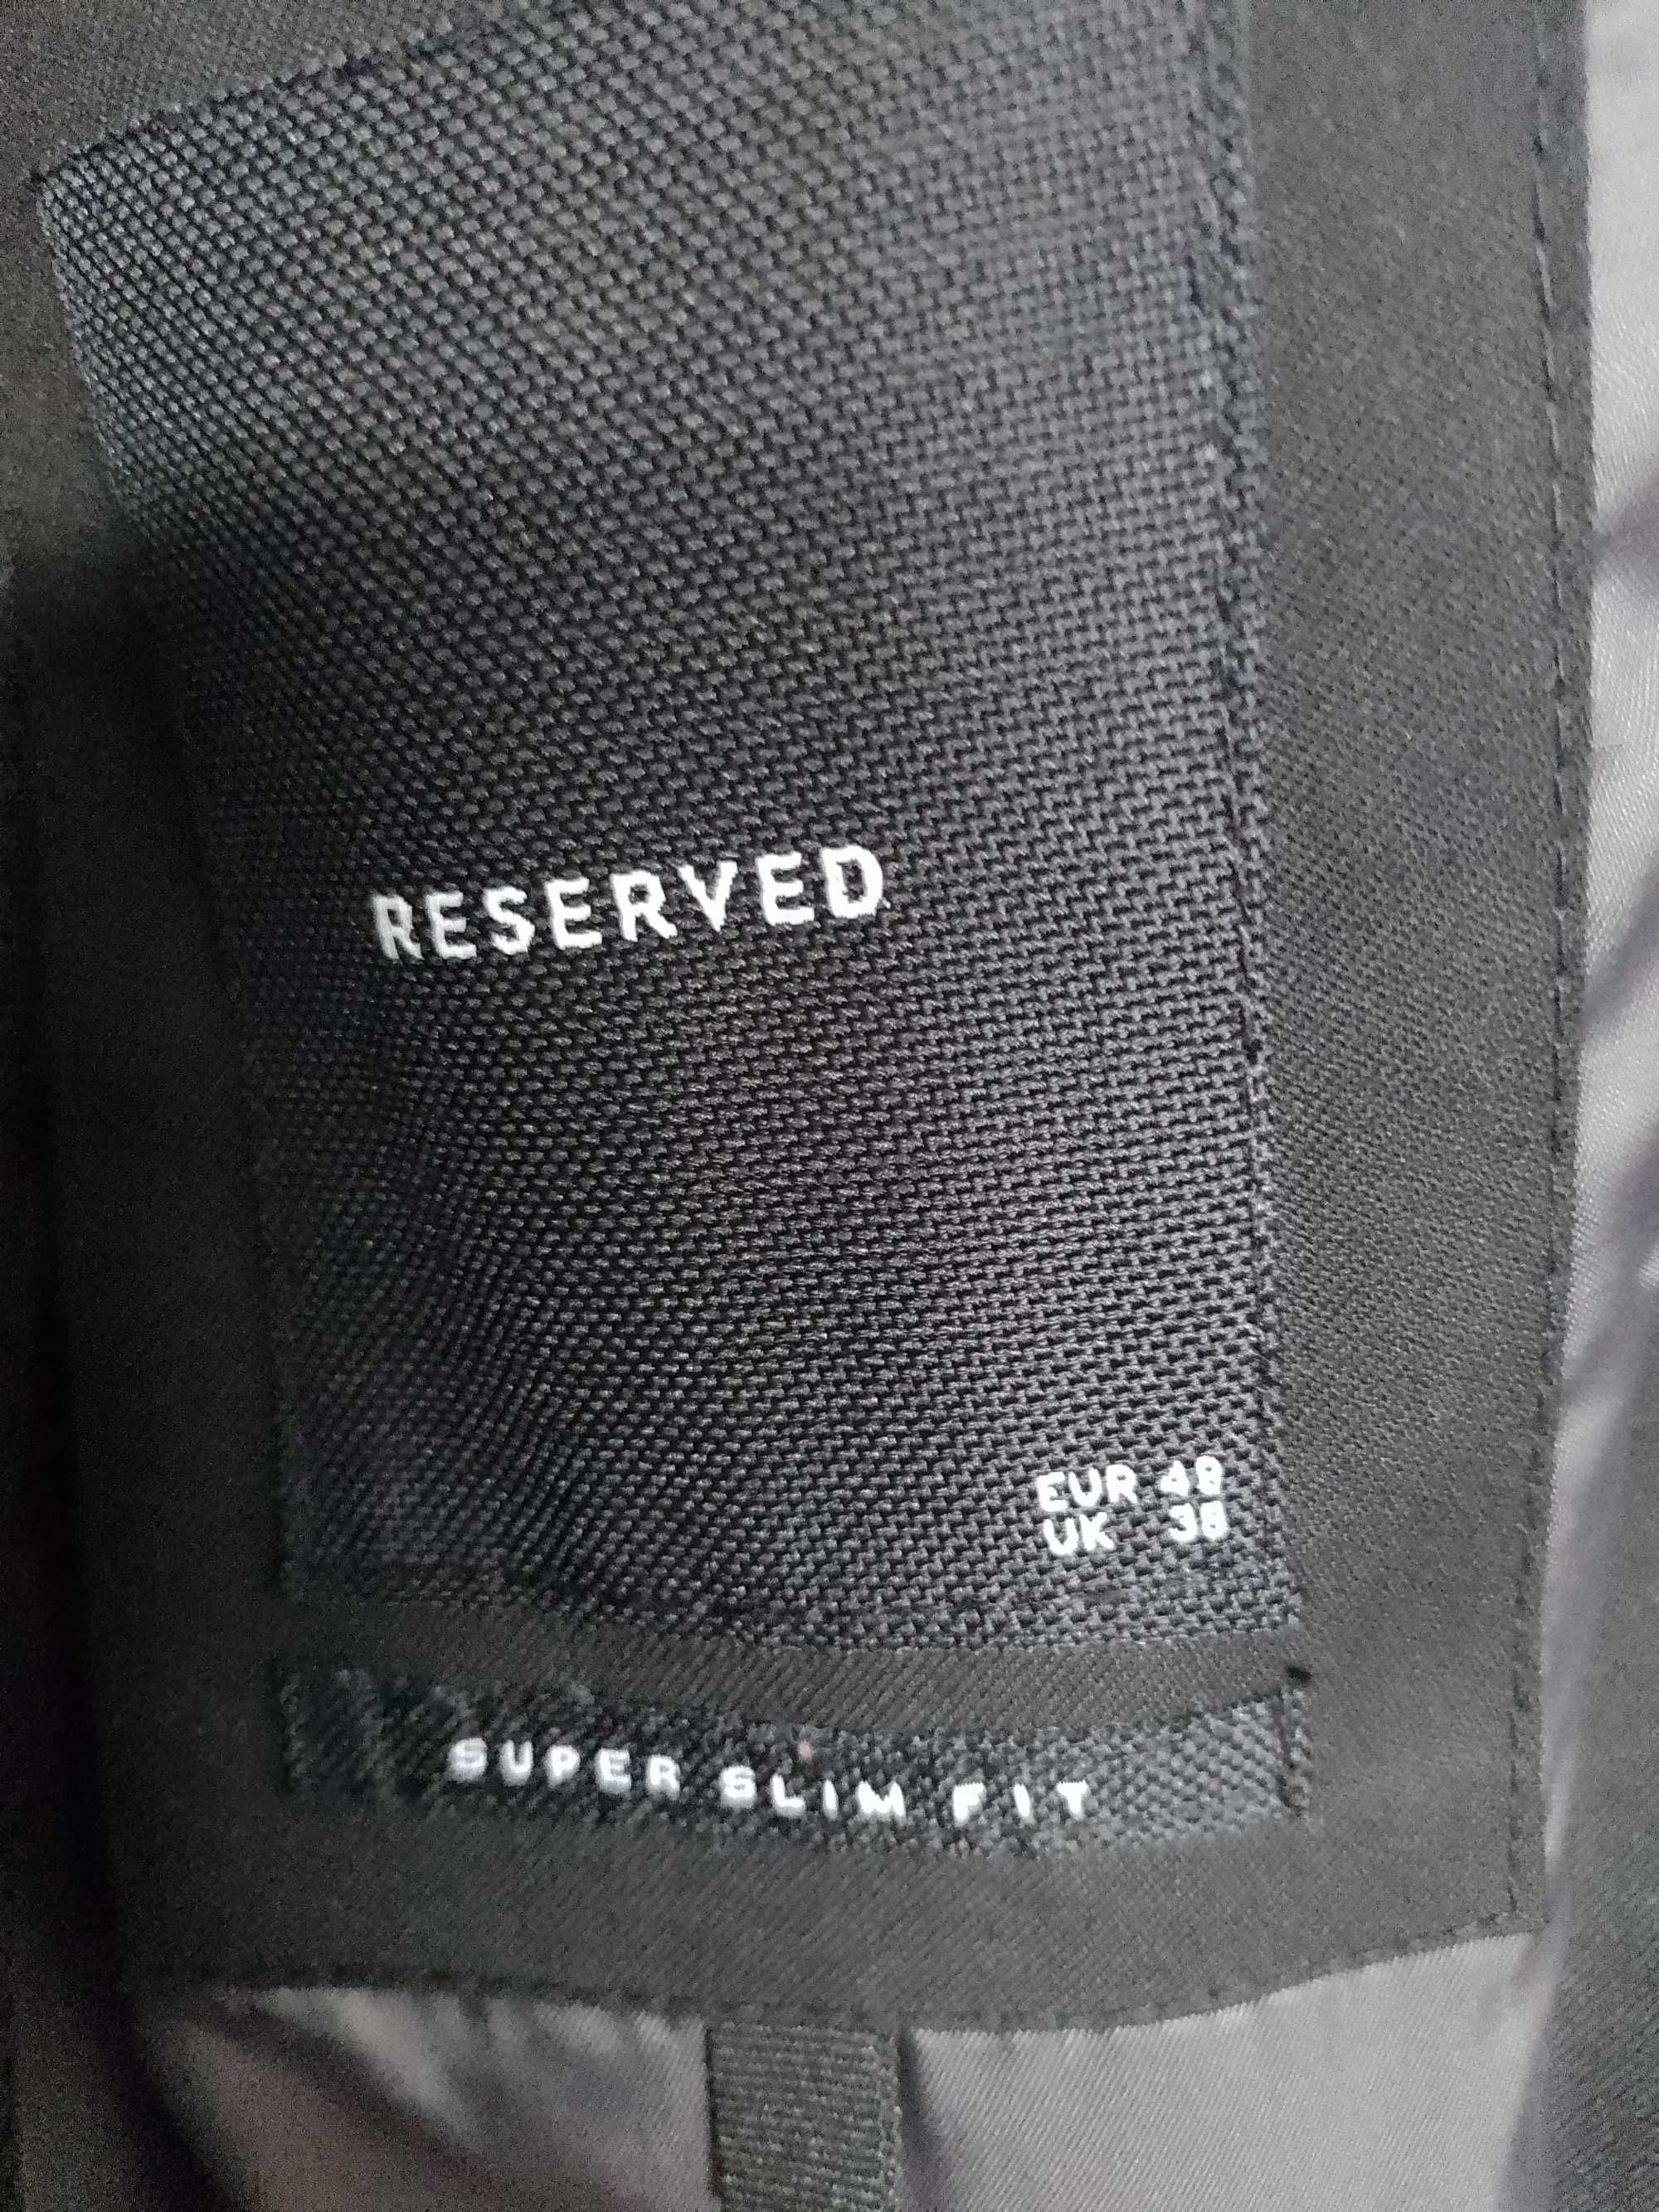 RESERVED
EUR 48
UK 38
SUPER SLIM FIT